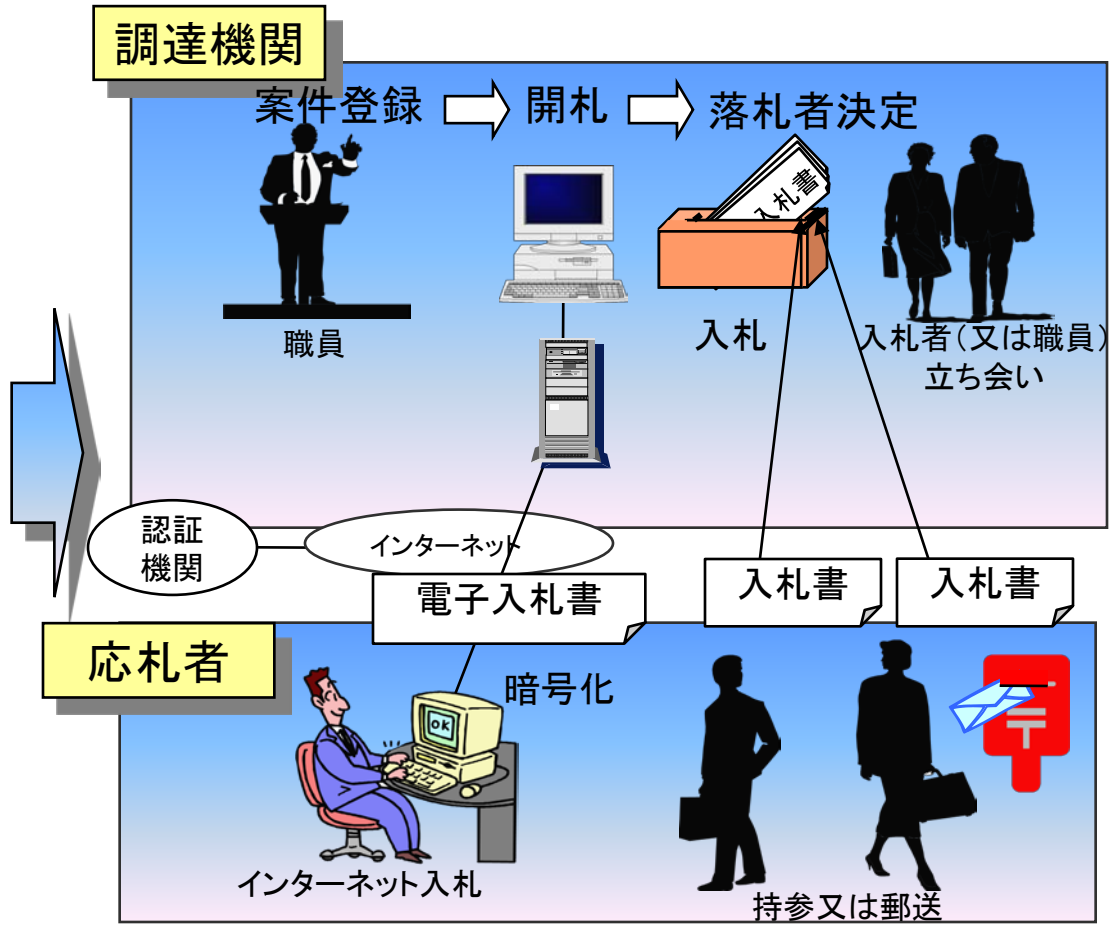 調達機関
案件登録
開札
落札者決定
入札書
職員
入札
入札者(又は職員)
立ち会い
認証
機関
インターネット
電子入札書
入札書
入札書
応札者
暗号化
OK
〒
インターネット入札
持参又は郵送